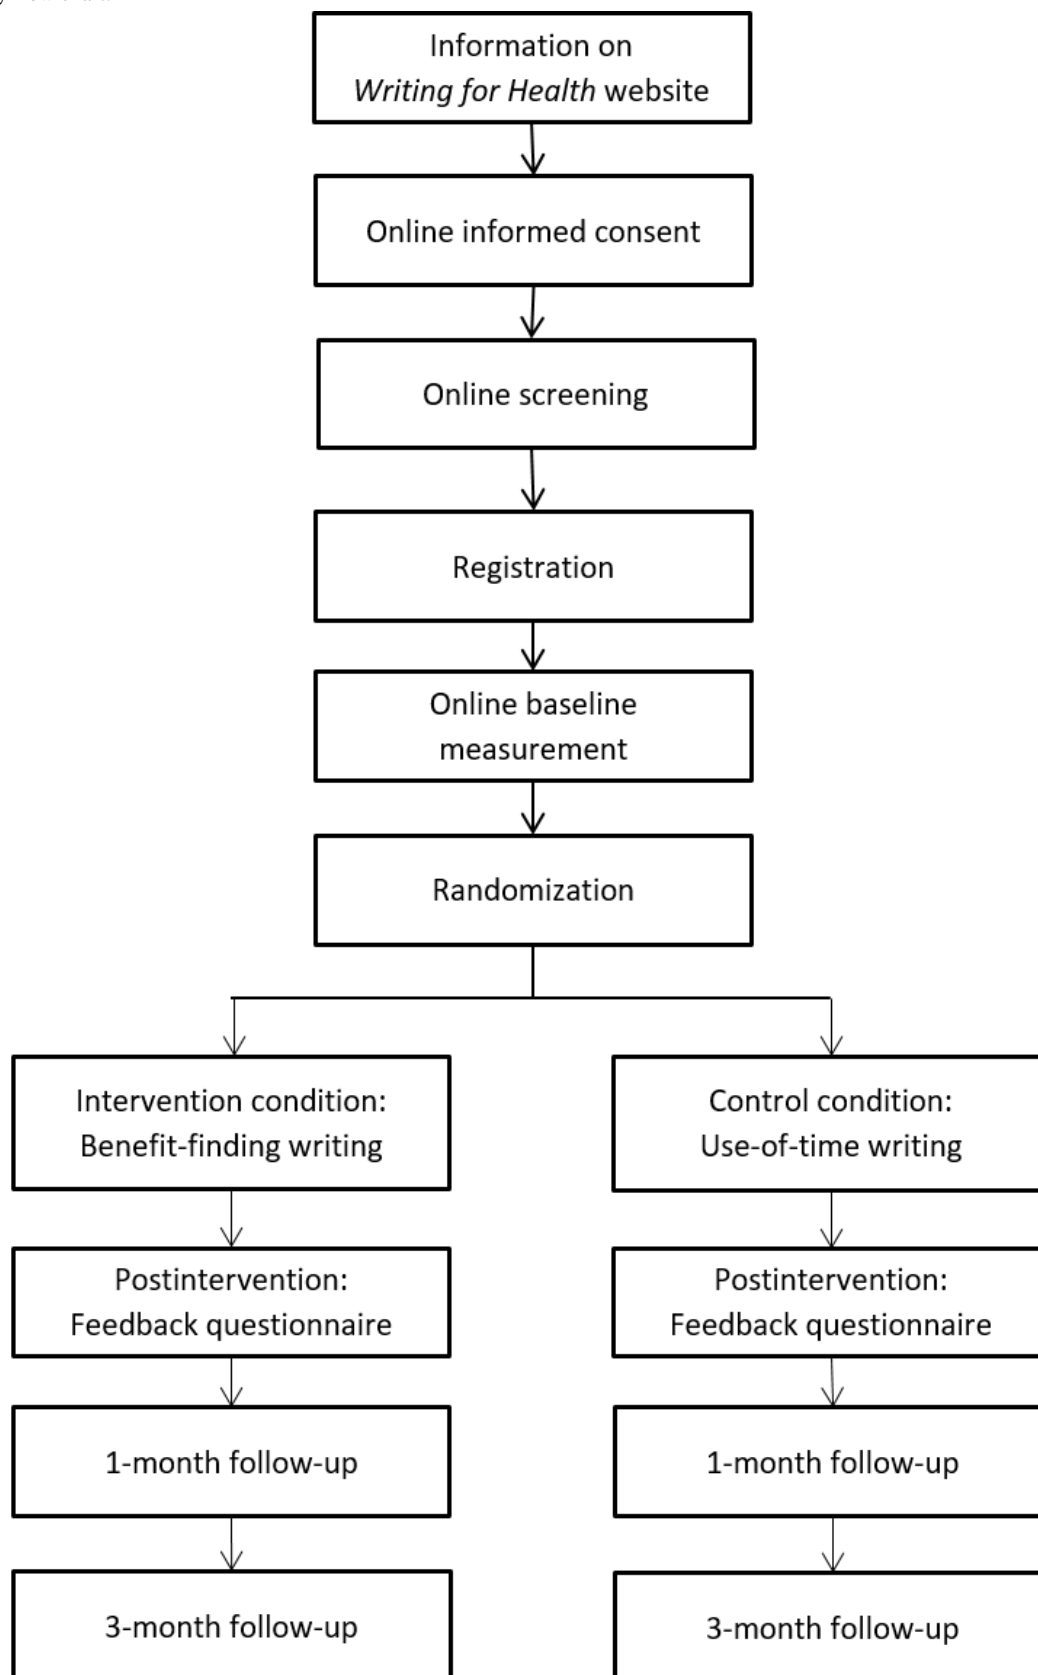 Information on
Writing for Health website
Online informed consent
Online screening
Registration
Online baseline
measurement
Randomization
Intervention condition:
Benefit-finding writing
Control condition:
Use-of-time writing
Postintervention:
Feedback questionnaire
Postintervention:
Feedback questionnaire
1-month follow-up
1-month follow-up
3-month follow-up
3-month follow-up